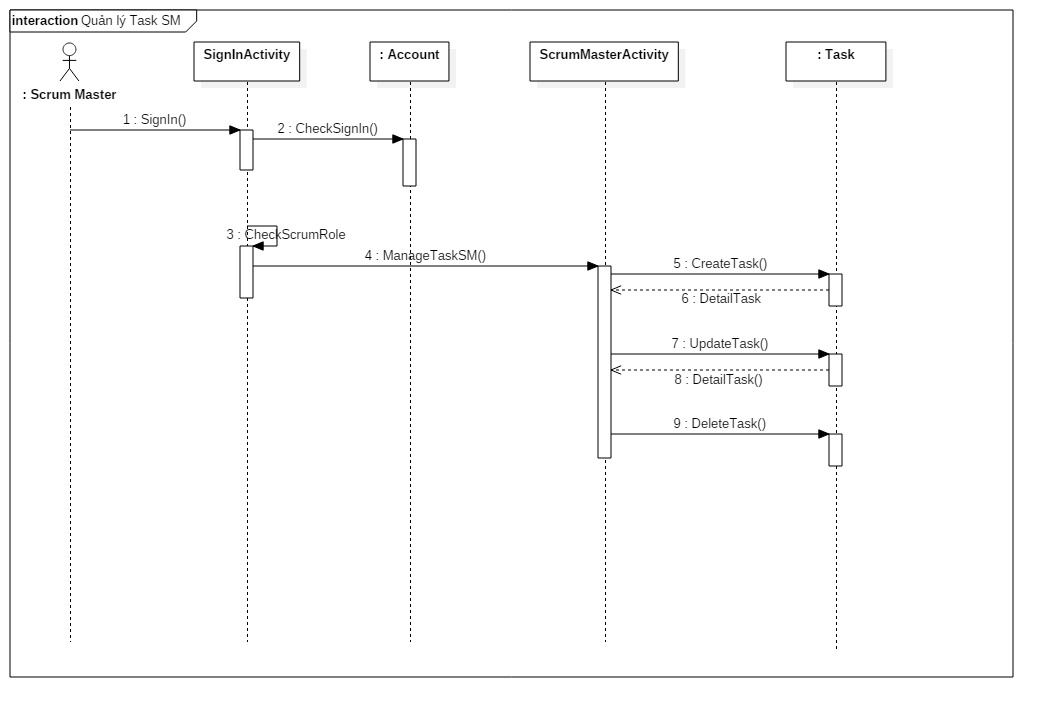 interaction Quản lý Task SM
SignInActivity
: Account
ScrumMasterActivity
: Task
: Scrum Master
1 : SignIn()
2 : CheckSignIn()
3 : CheckScrumRole
4 : ManageTaskSM()
5 : CreateTask()
6 : DetailTask
7 : UpdateTask()
8 : DetailTask()
9 : DeleteTask()